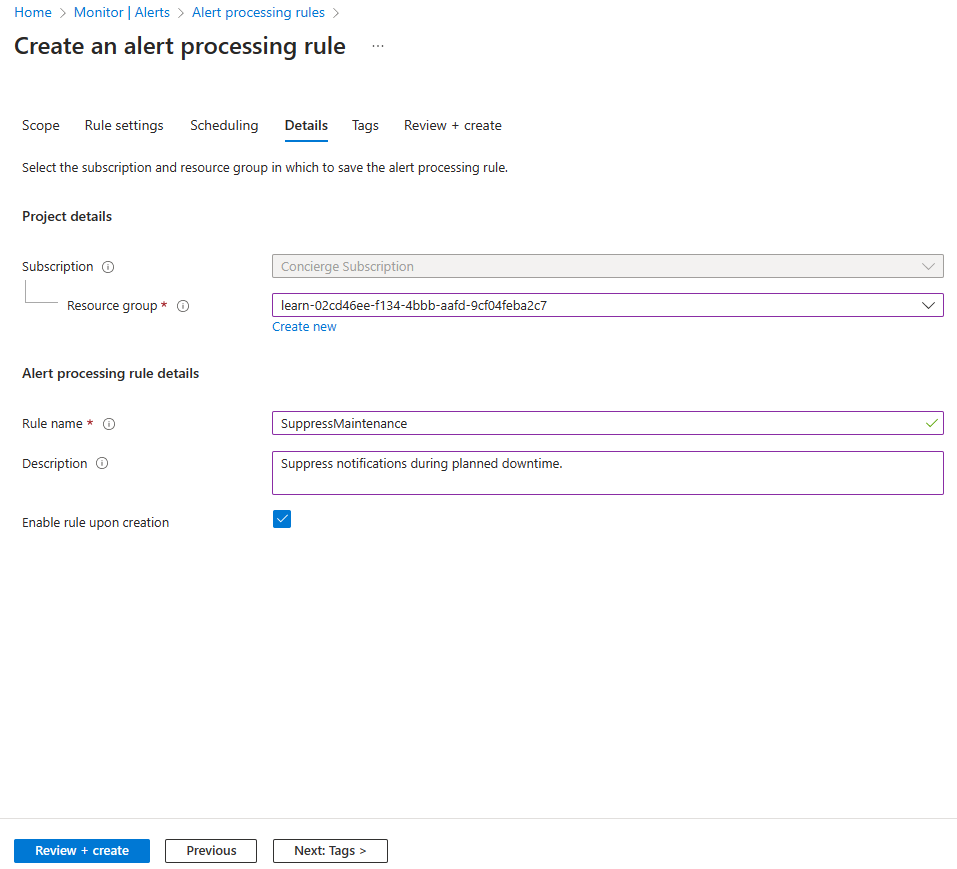 Home > Monitor | Alerts > Alert processing rules >
Create an alert processing rule ...
Scope Rule settings Scheduling Details Tags Review + create
Select the subscription and resource group in which to save the alert processing rule.
Project details
Subscription Concierge Subscription
Resource group * learn-02cd46ee-f134-4bbb-aafd-9cf04feba2c7
Create new
Alert processing rule details
Rule name * SuppressMaintenance
Description Suppress notifications during planned downtime.
Enable rule upon creation
Review + create Previous Next: Tags >